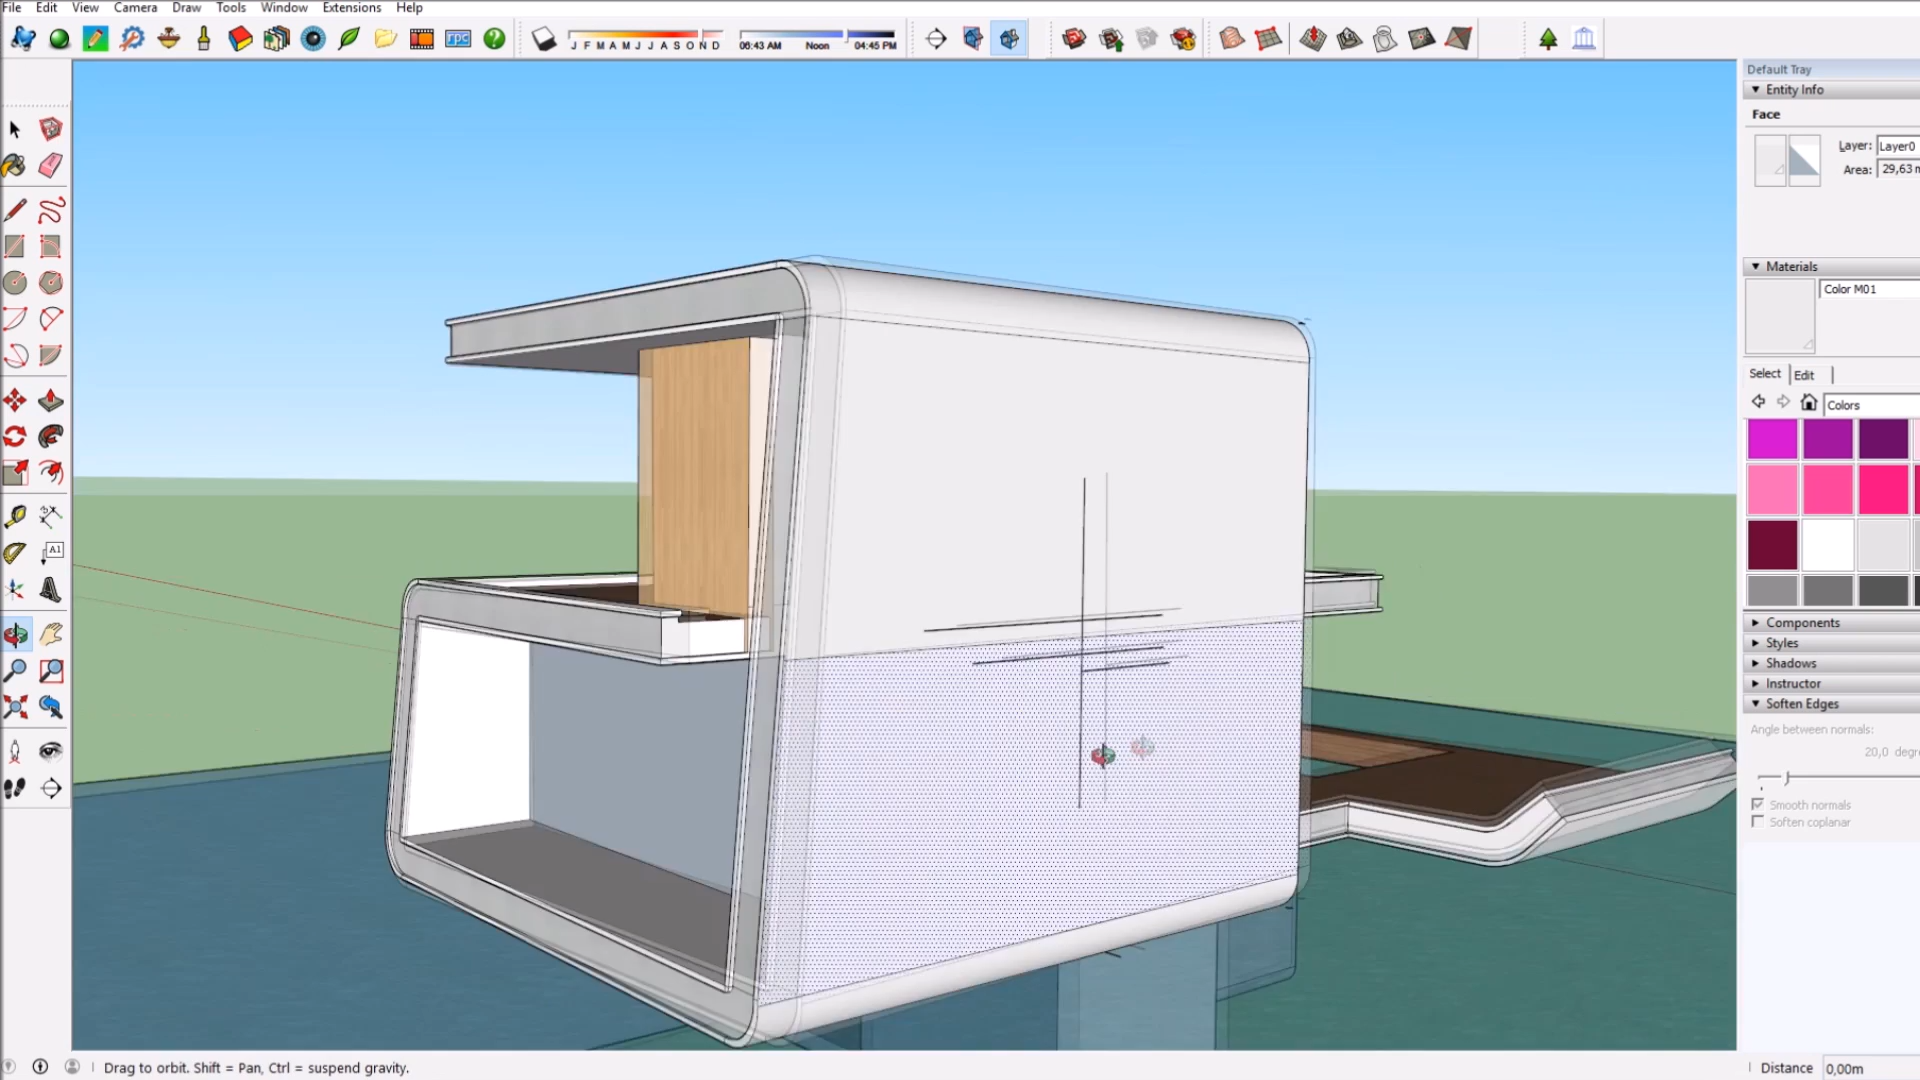 File Edit View Camera Draw Tools Window Extensions Help
rpc
J F M A M J J A S O N D
06:43 AM Noon 04:45 PM
Default Tray
Entity Info
Face
Layer: Layer0
Area: 29,63 m
Materials
Color M01
Select Edit
Colors
A1
Components
Styles
Shadows
Instructor
Soften Edges
Angle between normals:
20,0 degre
Smooth normals
Soften coplanar
Drag to orbit. Shift = Pan, Ctrl = suspend gravity.
Distance 0,00m